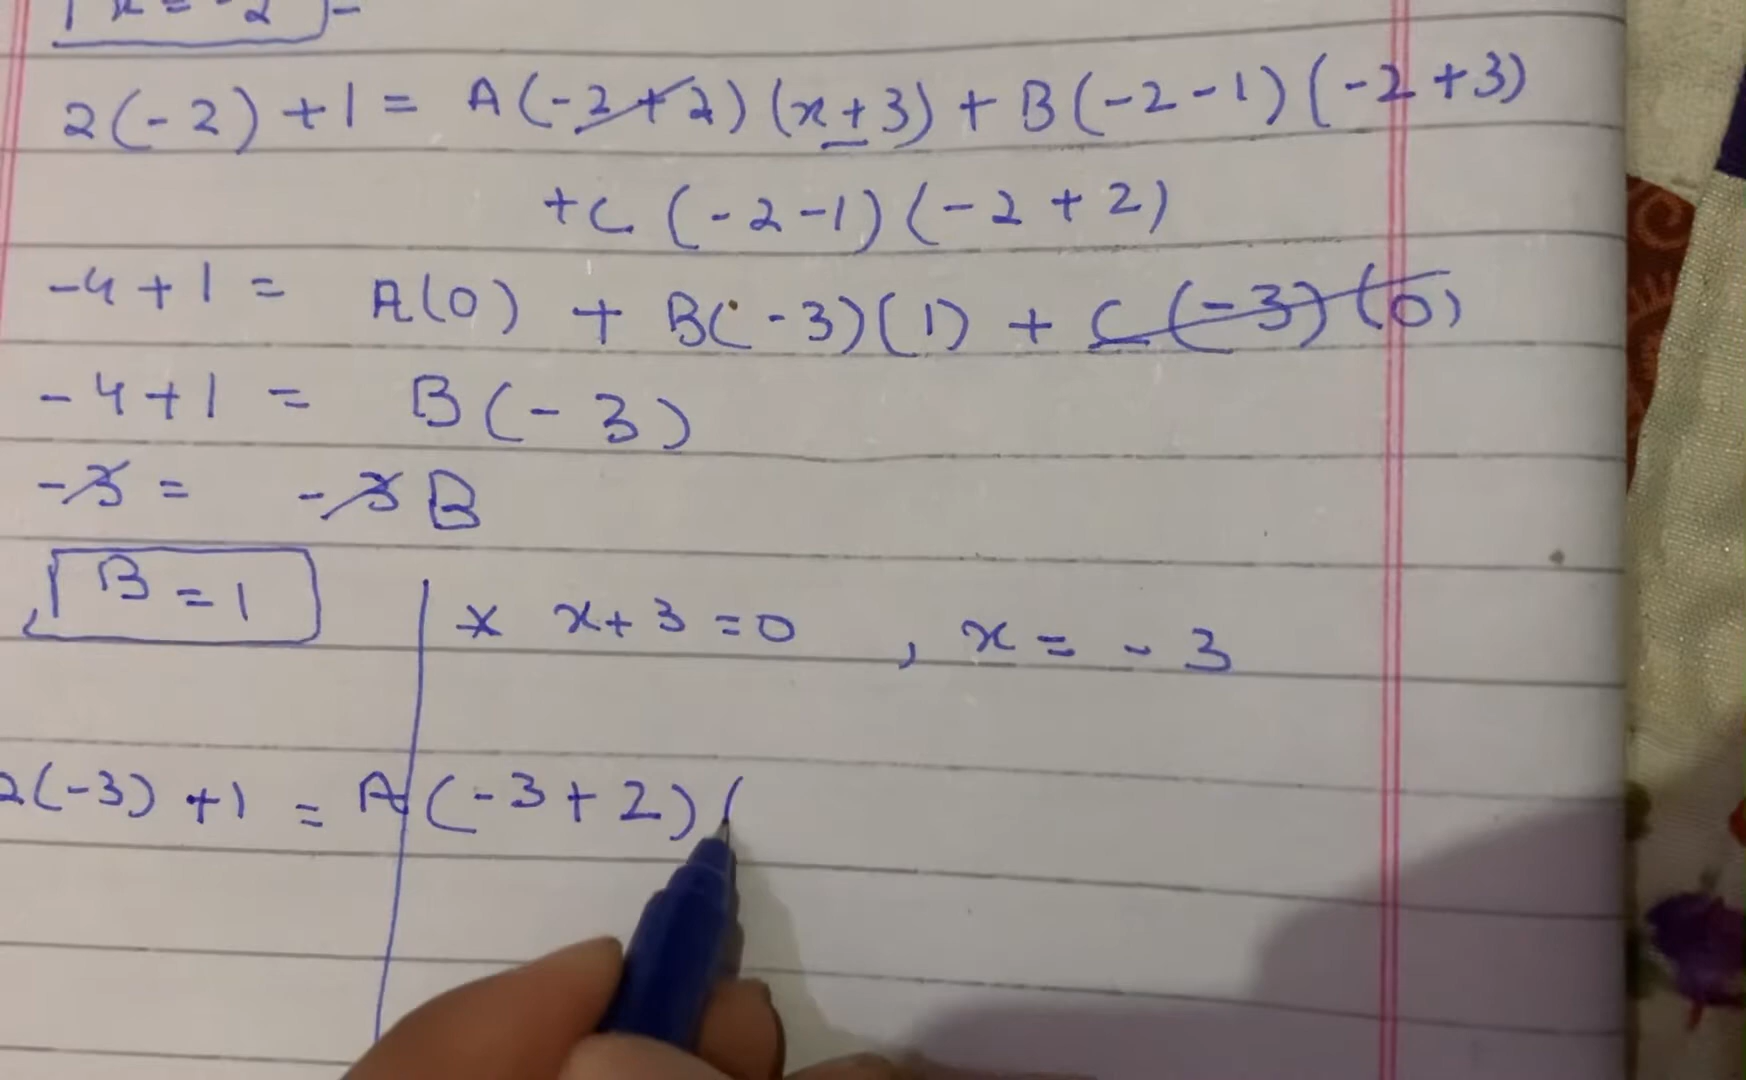 x = -2
2(-2) +1 = A(-2+2)(x+3) + B(-2-1)(-2+3)
+C (-2-1)(-2+2)
-4+1 = A(0) + B(-3)(1) + C(-3)(0)
-4+1 = B(-3)
-3 = -3B
B = 1
* x+3=0 , x = -3
2(-3) +1 = A(-3+2)(